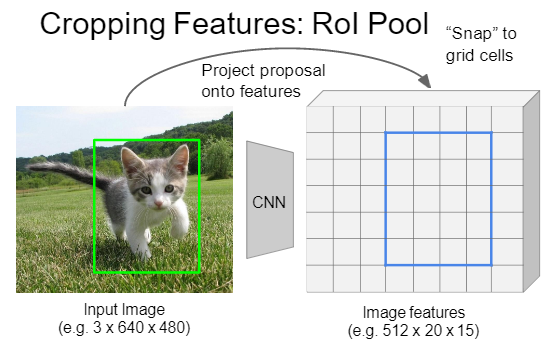 Cropping Features: RoI Pool
"Snap" to
grid cells
Project proposal
onto features
CNN
Input Image
(e.g. 3 x 640 x 480)
Image features
(e.g. 512 x 20 x 15)